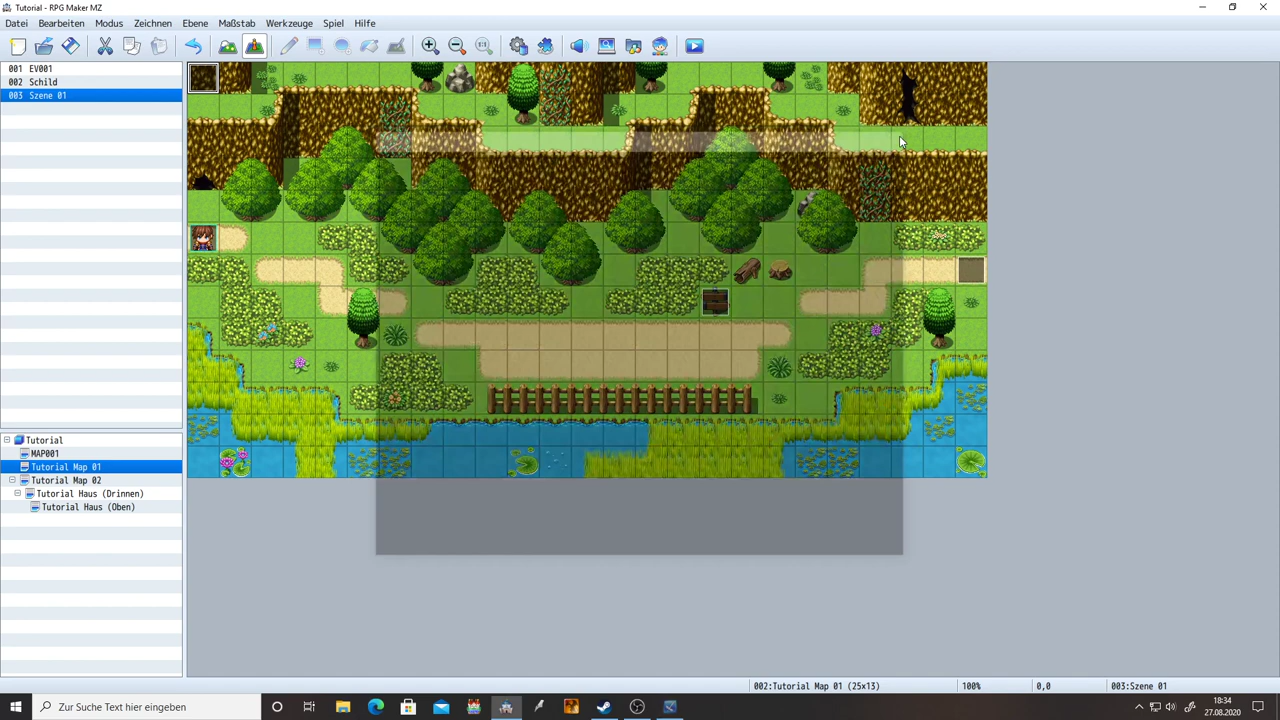 Tutorial - RPG Maker MZ
Datei Bearbeiten Modus Zeichnen Ebene Maßstab Werkzeuge Spiel Hilfe
001 EV001
002 Schild
003 Szene 01
Tutorial
MAP001
Tutorial Map 01
Tutorial Map 02
Tutorial Haus (Drinnen)
Tutorial Haus (Oben)
002:Tutorial Map 01 (25x13) 100% 0,0 003:Szene 01
Zur Suche Text hier eingeben
18:34
27.08.2020